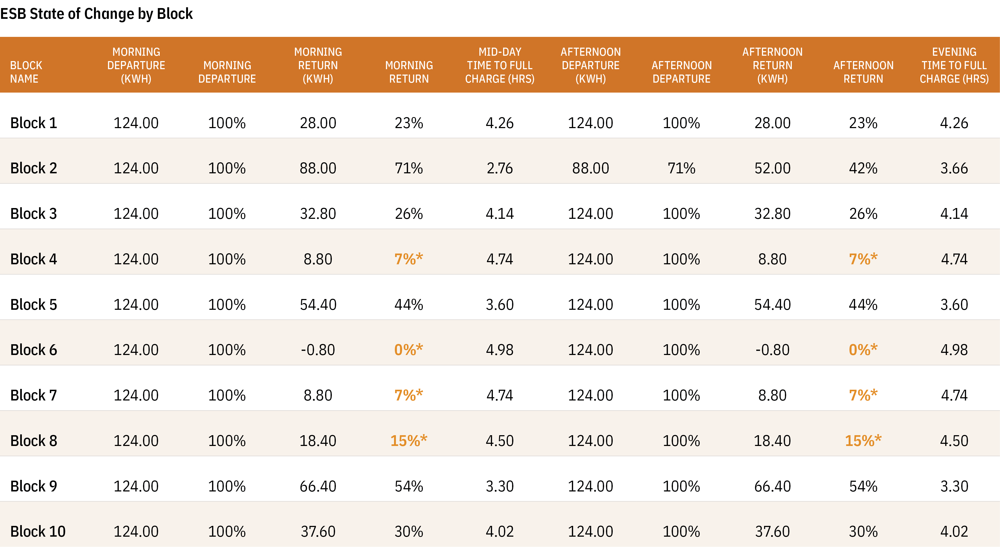 ESB State of Change by Block
BLOCK NAME MORNING DEPARTURE (KWH) MORNING DEPARTURE MORNING RETURN (KWH) MORNING RETURN MID-DAY TIME TO FULL CHARGE (HRS) AFTERNOON DEPARTURE (KWH) AFTERNOON DEPARTURE AFTERNOON RETURN (KWH) AFTERNOON RETURN EVENING TIME TO FULL CHARGE (HRS)
Block 1 124.00 100% 28.00 23% 4.26 124.00 100% 28.00 23% 4.26
Block 2 124.00 100% 88.00 71% 2.76 88.00 71% 52.00 42% 3.66
Block 3 124.00 100% 32.80 26% 4.14 124.00 100% 32.80 26% 4.14
Block 4 124.00 100% 8.80 7%* 4.74 124.00 100% 8.80 7%* 4.74
Block 5 124.00 100% 54.40 44% 3.60 124.00 100% 54.40 44% 3.60
Block 6 124.00 100% -0.80 0%* 4.98 124.00 100% -0.80 0%* 4.98
Block 7 124.00 100% 8.80 7%* 4.74 124.00 100% 8.80 7%* 4.74
Block 8 124.00 100% 18.40 15%* 4.50 124.00 100% 18.40 15%* 4.50
Block 9 124.00 100% 66.40 54% 3.30 124.00 100% 66.40 54% 3.30
Block 10 124.00 100% 37.60 30% 4.02 124.00 100% 37.60 30% 4.02